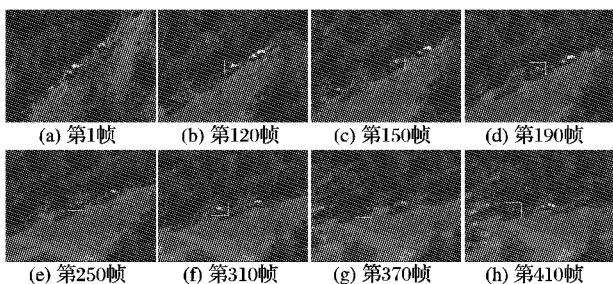 (a) 第1帧 (b) 第120帧 (c) 第150帧 (d) 第190帧
(e) 第250帧 (f) 第310帧 (g) 第370帧 (h) 第410帧